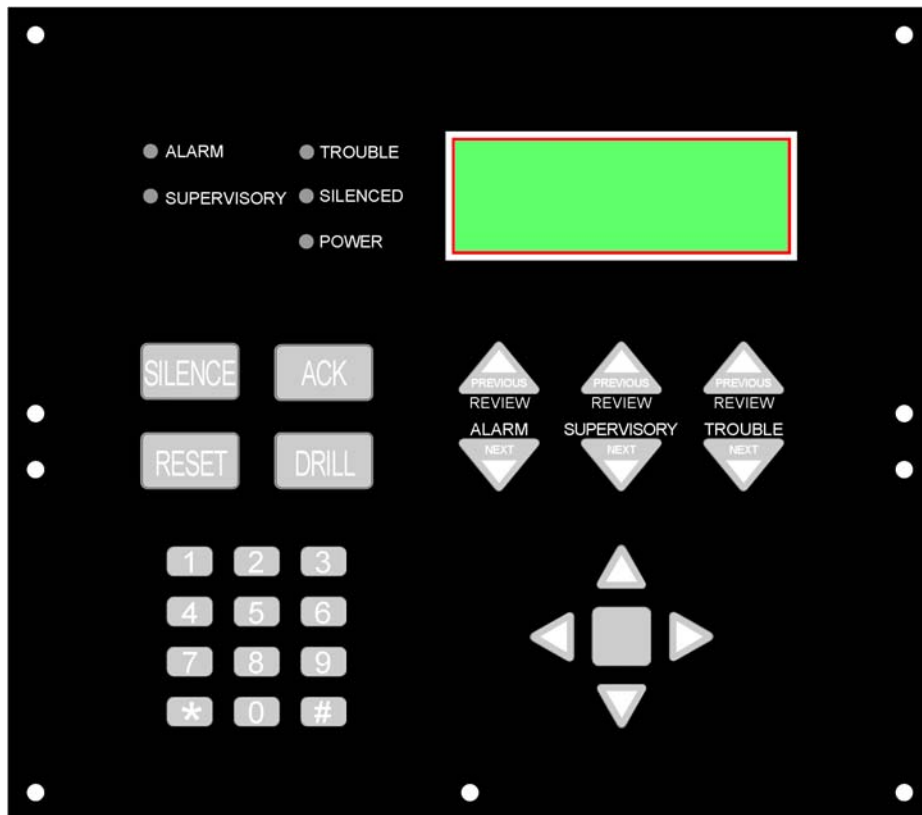 ALARM TROUBLE
SUPERVISORY SILENCED
POWER
SILENCE ACK
PREVIOUS PREVIOUS PREVIOUS
REVIEW REVIEW REVIEW
ALARM SUPERVISORY TROUBLE
NEXT NEXT NEXT
RESET DRILL
1 2 3
4 5 6
7 8 9
* 0 #